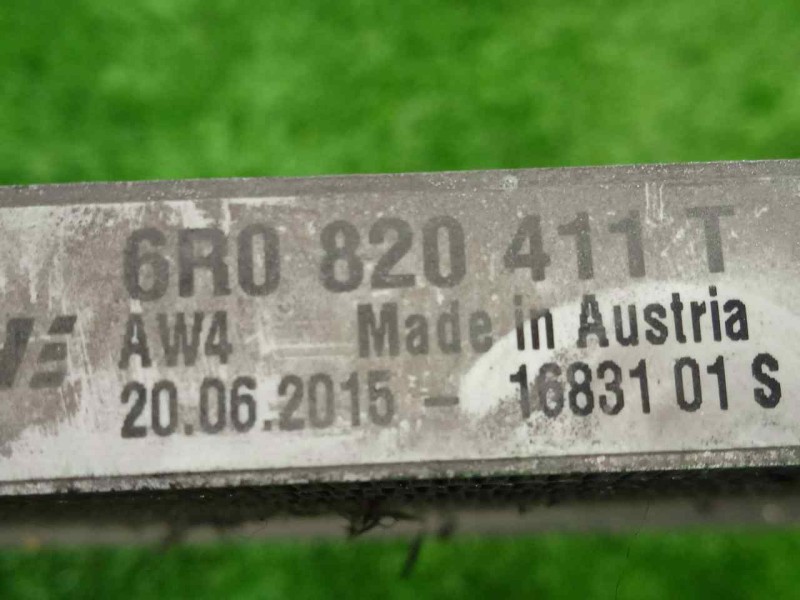 6R0 820 411 T
AW4 Made in Austria
20.06.2015 - 16831 01 S